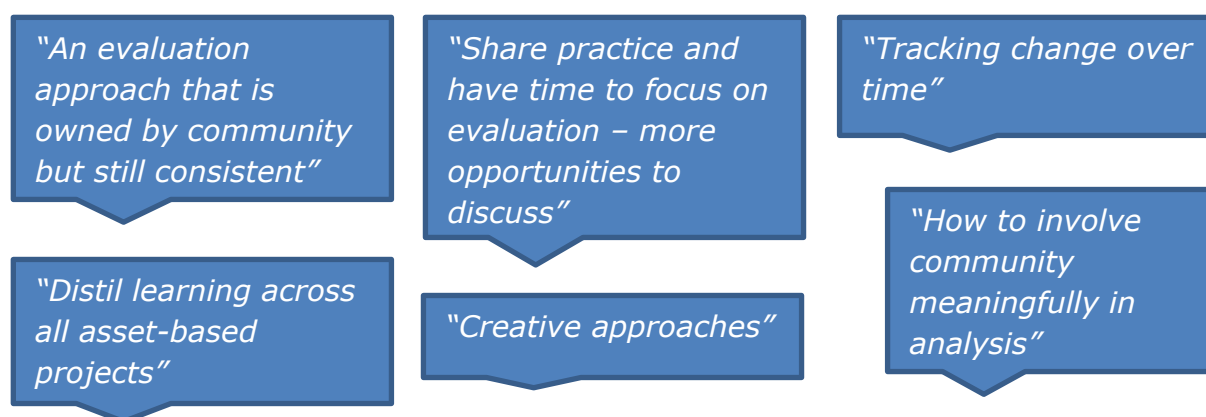 “An evaluation
approach that is
owned by community
but still consistent”
“Share practice and
have time to focus on
evaluation – more
opportunities to
discuss”
“Tracking change over
time”
“Distil learning across
all asset-based
projects”
“Creative approaches”
“How to involve
community
meaningfully in
analysis”